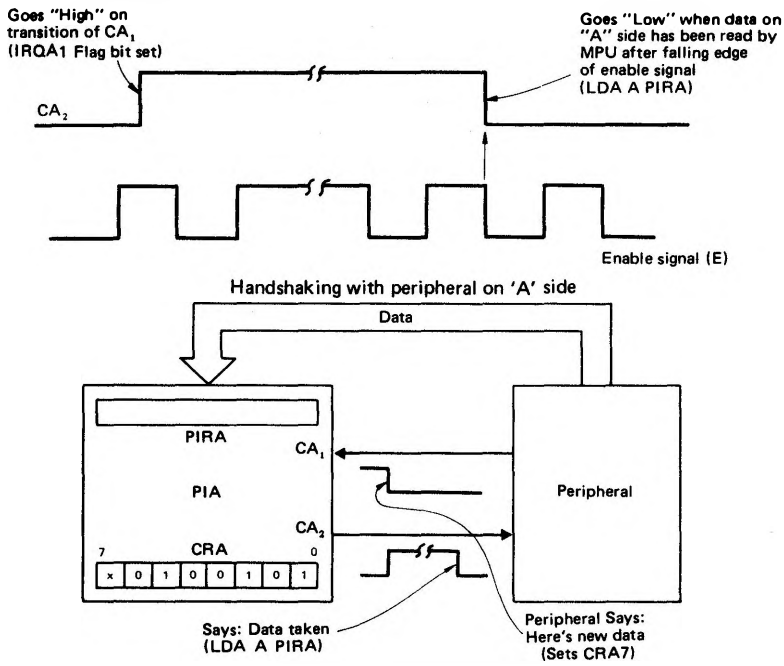 Goes "High" on
transition of CA₁
(IRQA1 Flag bit set)
Goes "Low" when data on
"A" side has been read by
MPU after falling edge
of enable signal
(LDA A PIRA)
CA₂
Enable signal (E)
Handshaking with peripheral on 'A' side
Data
PIRA
CA₁
PIA
Peripheral
CA₂
7 CRA 0
x 0 1 0 0 1 0 1
Says: Data taken
(LDA A PIRA)
Peripheral Says:
Here's new data
(Sets CRA7)